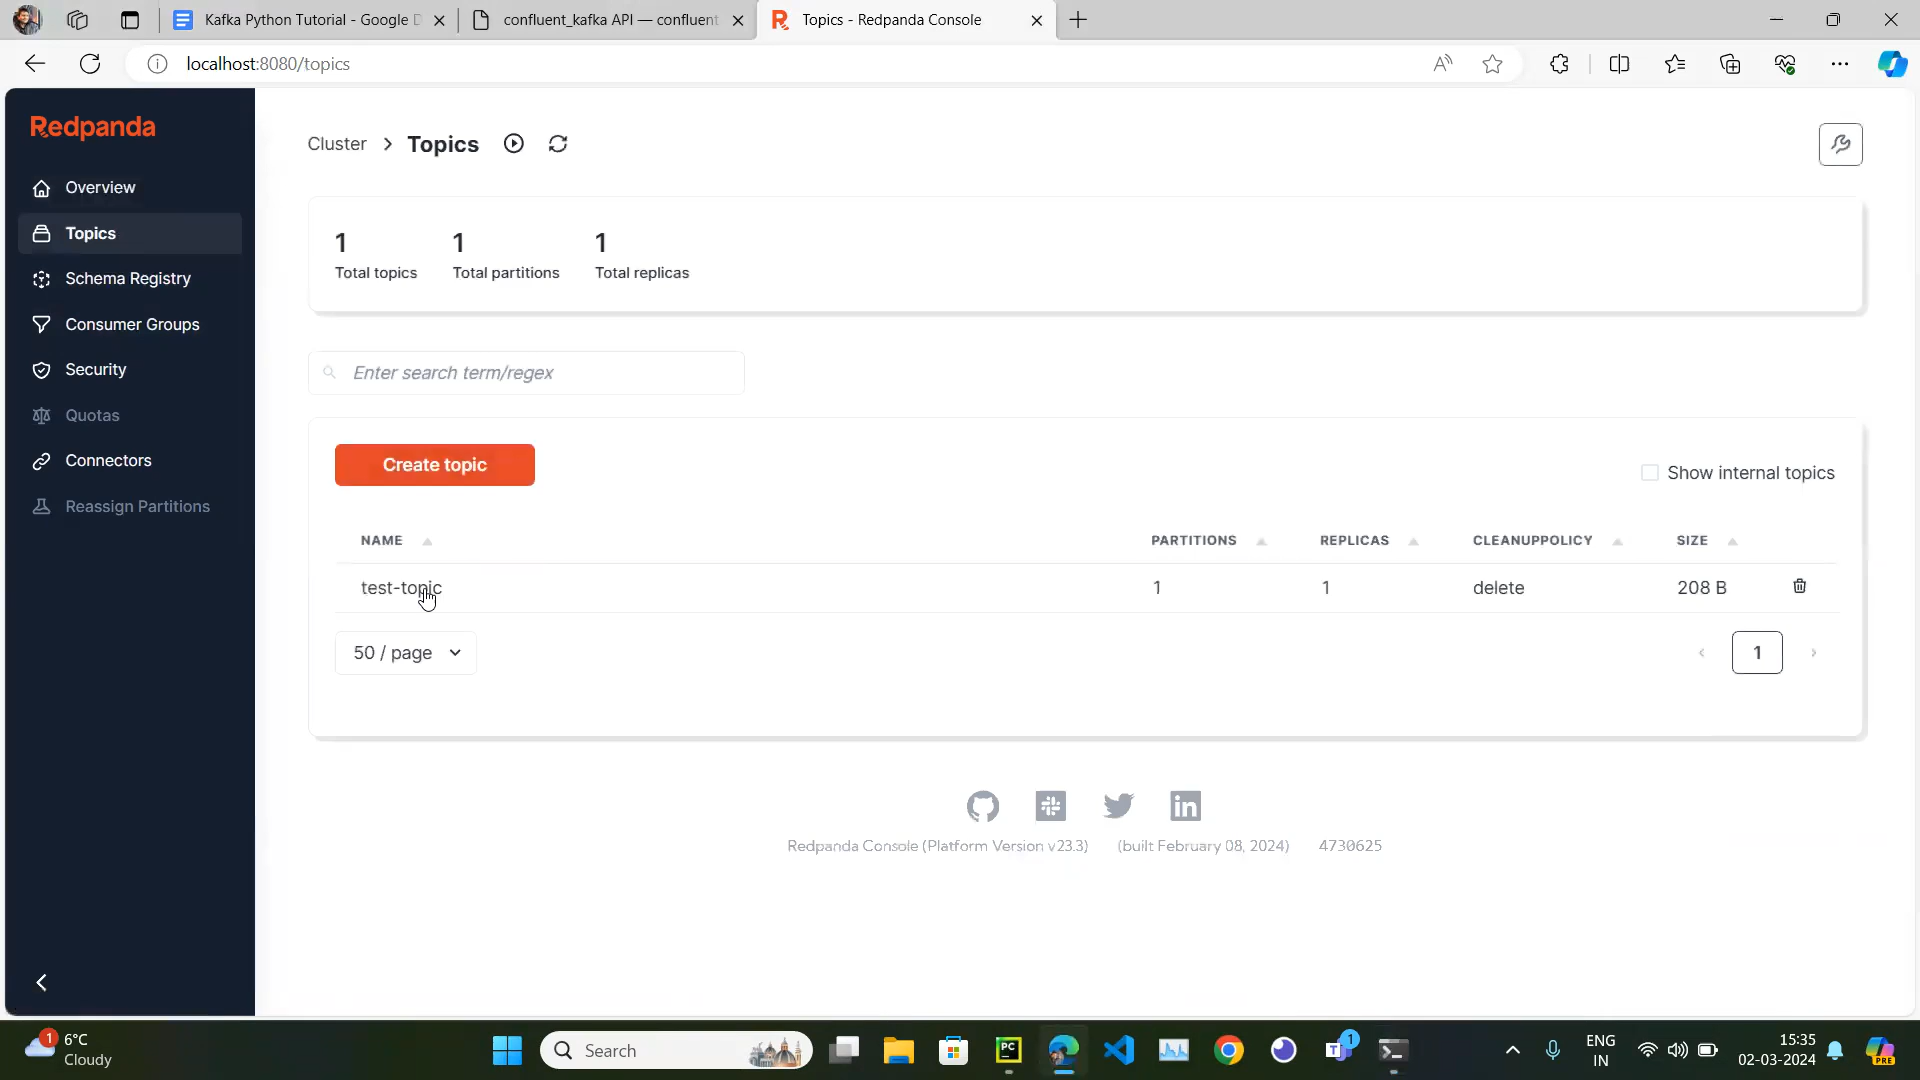 Kafka Python Tutorial - Google D
confluent_kafka API — confluent
Topics - Redpanda Console
localhost:8080/topics
Redpanda
Overview
Topics
Schema Registry
Consumer Groups
Security
Quotas
Connectors
Reassign Partitions
Cluster > Topics
1 1 1
Total topics Total partitions Total replicas
Enter search term/regex
Create topic
Show internal topics
NAME PARTITIONS REPLICAS CLEANUPPOLICY SIZE
test-topic 1 1 delete 208 B
50 / page
1
Redpanda Console (Platform Version v23.3) (built February 08, 2024) 4730625
1
6°C
Cloudy
Search
PC
1
ENG
IN
15:35
02-03-2024
PRE